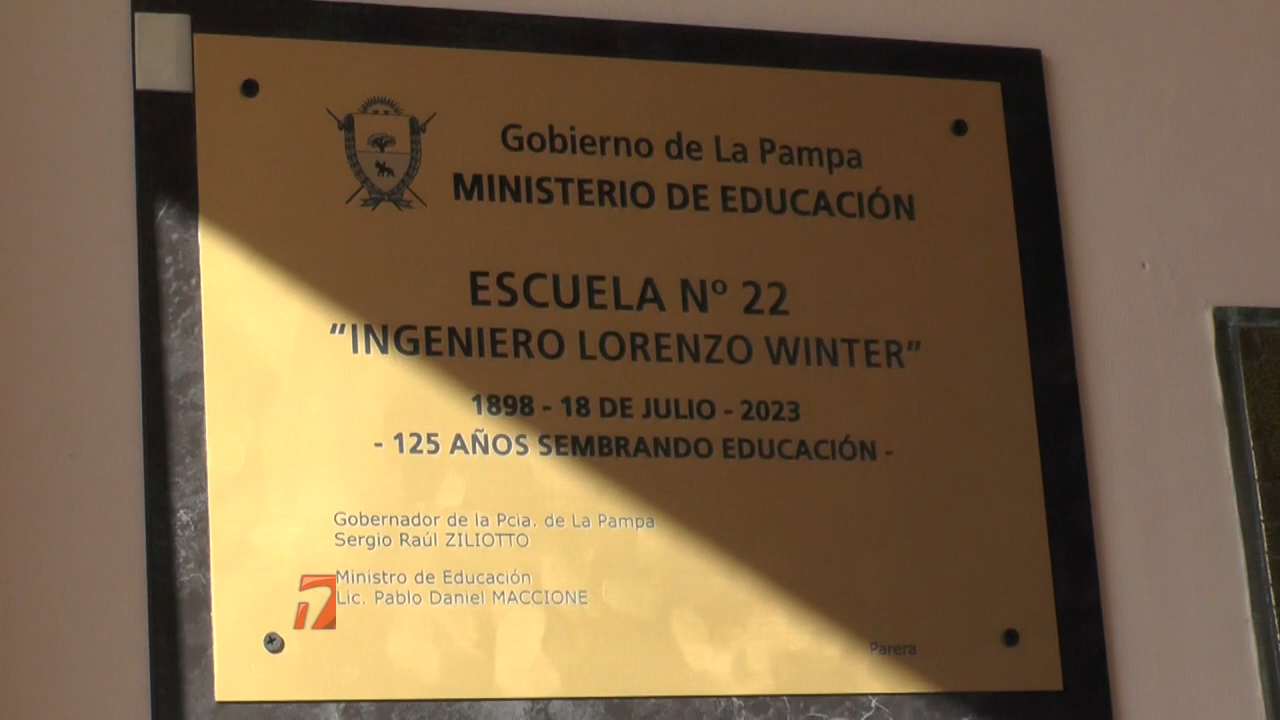 Gobierno de La Pampa
MINISTERIO DE EDUCACIÓN
ESCUELA Nº 22
“INGENIERO LORENZO WINTER”
1898 - 18 DE JULIO - 2023
- 125 AÑOS SEMBRANDO EDUCACIÓN -
Gobernador de la Pcia. de La Pampa
Sergio Raúl ZILIOTTO
Ministro de Educación
Lic. Pablo Daniel MACCIONE
Parera